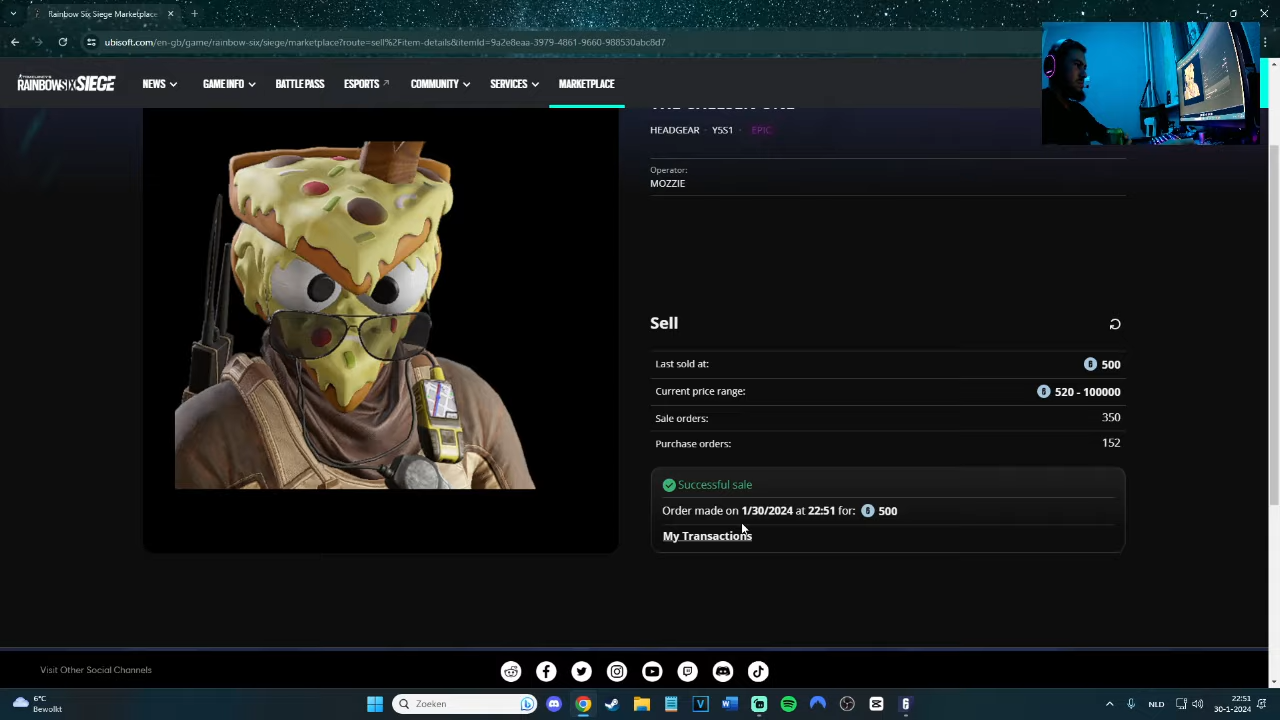 Rainbow Six Siege Marketplace
ubisoft.com/en-gb/game/rainbow-six/siege/marketplace?route=sell%2Fitem-details&itemId=9a2e8eaa-3979-4861-9660-988530abc8d7
RAINBOWSIX SIEGE
NEWS
GAME INFO
BATTLE PASS
ESPORTS
COMMUNITY
SERVICES
MARKETPLACE
HEADGEAR · Y5S1 · EPIC
Operator:
MOZZIE
Sell
Last sold at: 500
Current price range: 520 - 100000
Sale orders: 350
Purchase orders: 152
Successful sale
Order made on 1/30/2024 at 22:51 for: 500
My Transactions
Visit Other Social Channels
6°C
Bewolkt
Zoeken
NLD
22:51
30-1-2024